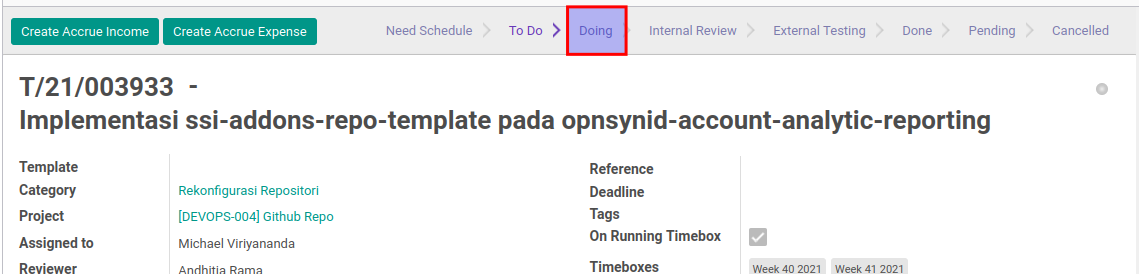 Create Accrue Income Create Accrue Expense Need Schedule To Do Doing Internal Review External Testing Done Pending Cancelled
T/21/003933 -
Implementasi ssi-addons-repo-template pada opnsynid-account-analytic-reporting
Template
Category Rekonfigurasi Repositori
Project [DEVOPS-004] Github Repo
Assigned to Michael Viriyananda
Reviewer Andhitia Rama
Reference
Deadline
Tags
On Running Timebox
Timeboxes Week 40 2021 Week 41 2021